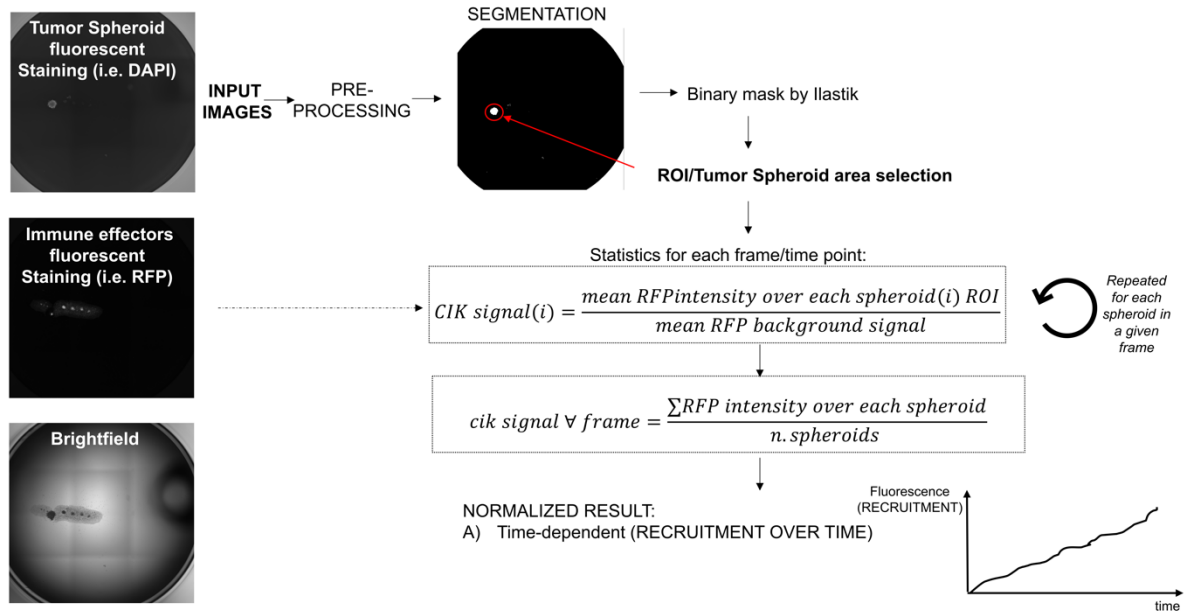 Tumor Spheroid
fluorescent
Staining (i.e. DAPI)
INPUT
IMAGES
PRE-
PROCESSING
SEGMENTATION
Binary mask by Ilastik
ROI/Tumor Spheroid area selection
Immune effectors
fluorescent
Staining (i.e. RFP)
Statistics for each frame/time point:
CIK signal(i) = mean RFPintensity over each spheroid(i) ROI / mean RFP background signal
Repeated
for each
spheroid in
a given
frame
cik signal ∀ frame = ∑RFP intensity over each spheroid / n.spheroids
Brightfield
NORMALIZED RESULT:
A) Time-dependent (RECRUITMENT OVER TIME)
Fluorescence
(RECRUITMENT)
time